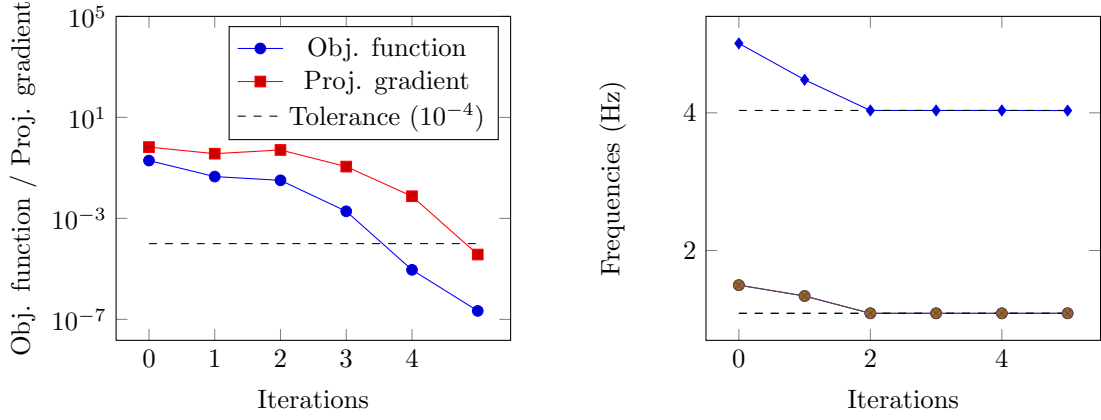 10^5
10^1
10^−3
10^−7
Obj. function / Proj. gradient
Obj. function
Proj. gradient
Tolerance (10^−4)
0 1 2 3 4
Iterations
4
2
Frequencies (Hz)
0 2 4
Iterations